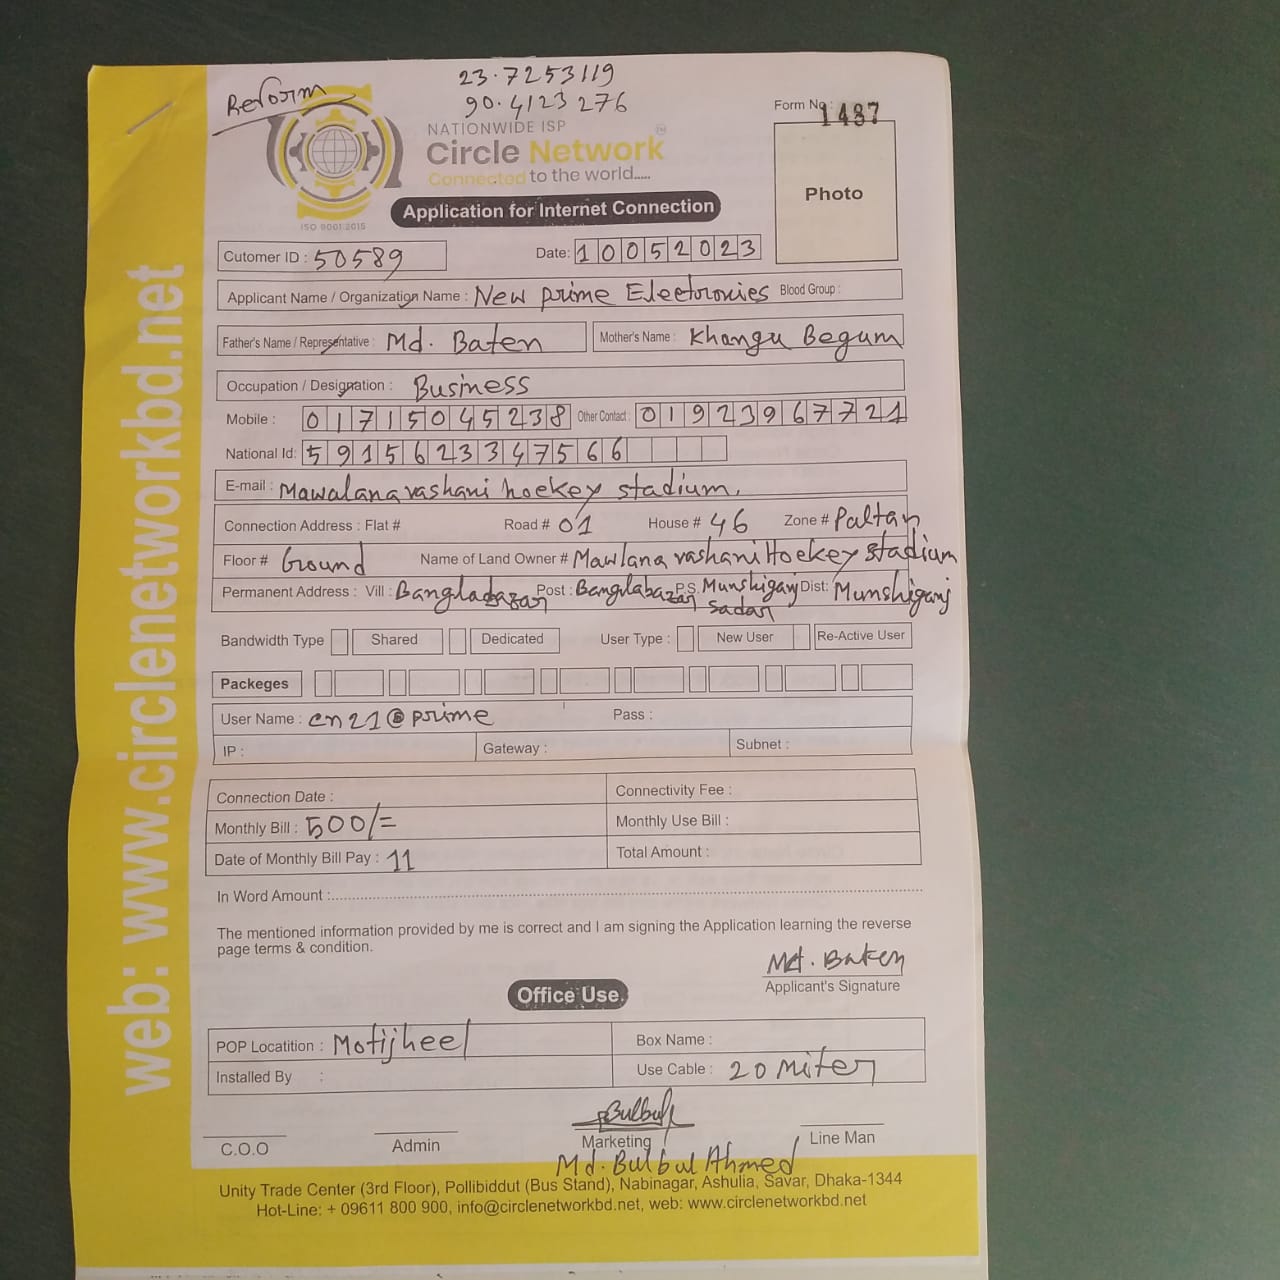 Reform
23.7253119
90.4123276
Form No : 1437
NATIONWIDE ISP
Circle Network
Connected to the world.....
ISO 9001:2015
Photo
Application for Internet Connection
Cutomer ID : 50589
Date: 10052023
Applicant Name / Organization Name : New prime Electronies Blood Group :
Father's Name / Representative : Md. Baten
Mother's Name : Khangu Begum
Occupation / Designation : Business
Mobile : 01715045238 Other Contact : 01923967721
National Id: 5915623347566
E-mail : Mawalana vashani hoekey stadium.
Connection Address : Flat # Road # 01 House # 46 Zone # Paltan
Floor # Ground Name of Land Owner # Mawlana vashani Hoekey stadium
Permanent Address : Vill : Bangladazar Post : Bangilabazar P.S. Munshiganj Sadar Dist: Munshiganj
Bandwidth Type Shared Dedicated User Type : New User Re-Active User
Packeges
User Name : cn21@prime Pass :
IP : Gateway : Subnet :
Connection Date : Connectivity Fee :
Monthly Bill : 500/= Monthly Use Bill :
Date of Monthly Bill Pay : 11 Total Amount :
In Word Amount :
The mentioned information provided by me is correct and I am signing the Application learning the reverse
page terms & condition.
Md. Baten
Applicant's Signature
Office Use.
POP Locatition : Motijheel Box Name :
Installed By : Use Cable : 20 Miter
Bulbul
C.O.O Admin Marketing Line Man
Md. Bulbul Ahmed
Unity Trade Center (3rd Floor), Pollibiddut (Bus Stand), Nabinagar, Ashulia, Savar, Dhaka-1344
Hot-Line: + 09611 800 900, info@circlenetworkbd.net, web: www.circlenetworkbd.net
web: www.circlenetworkbd.net